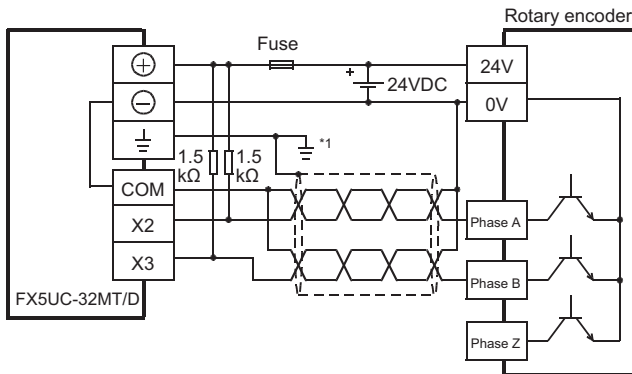 Rotary encoder
Fuse
+
24V
+
24VDC
−
0V
*1
1.5
kΩ
1.5
kΩ
COM
X2
Phase A
X3
Phase B
FX5UC-32MT/D
Phase Z